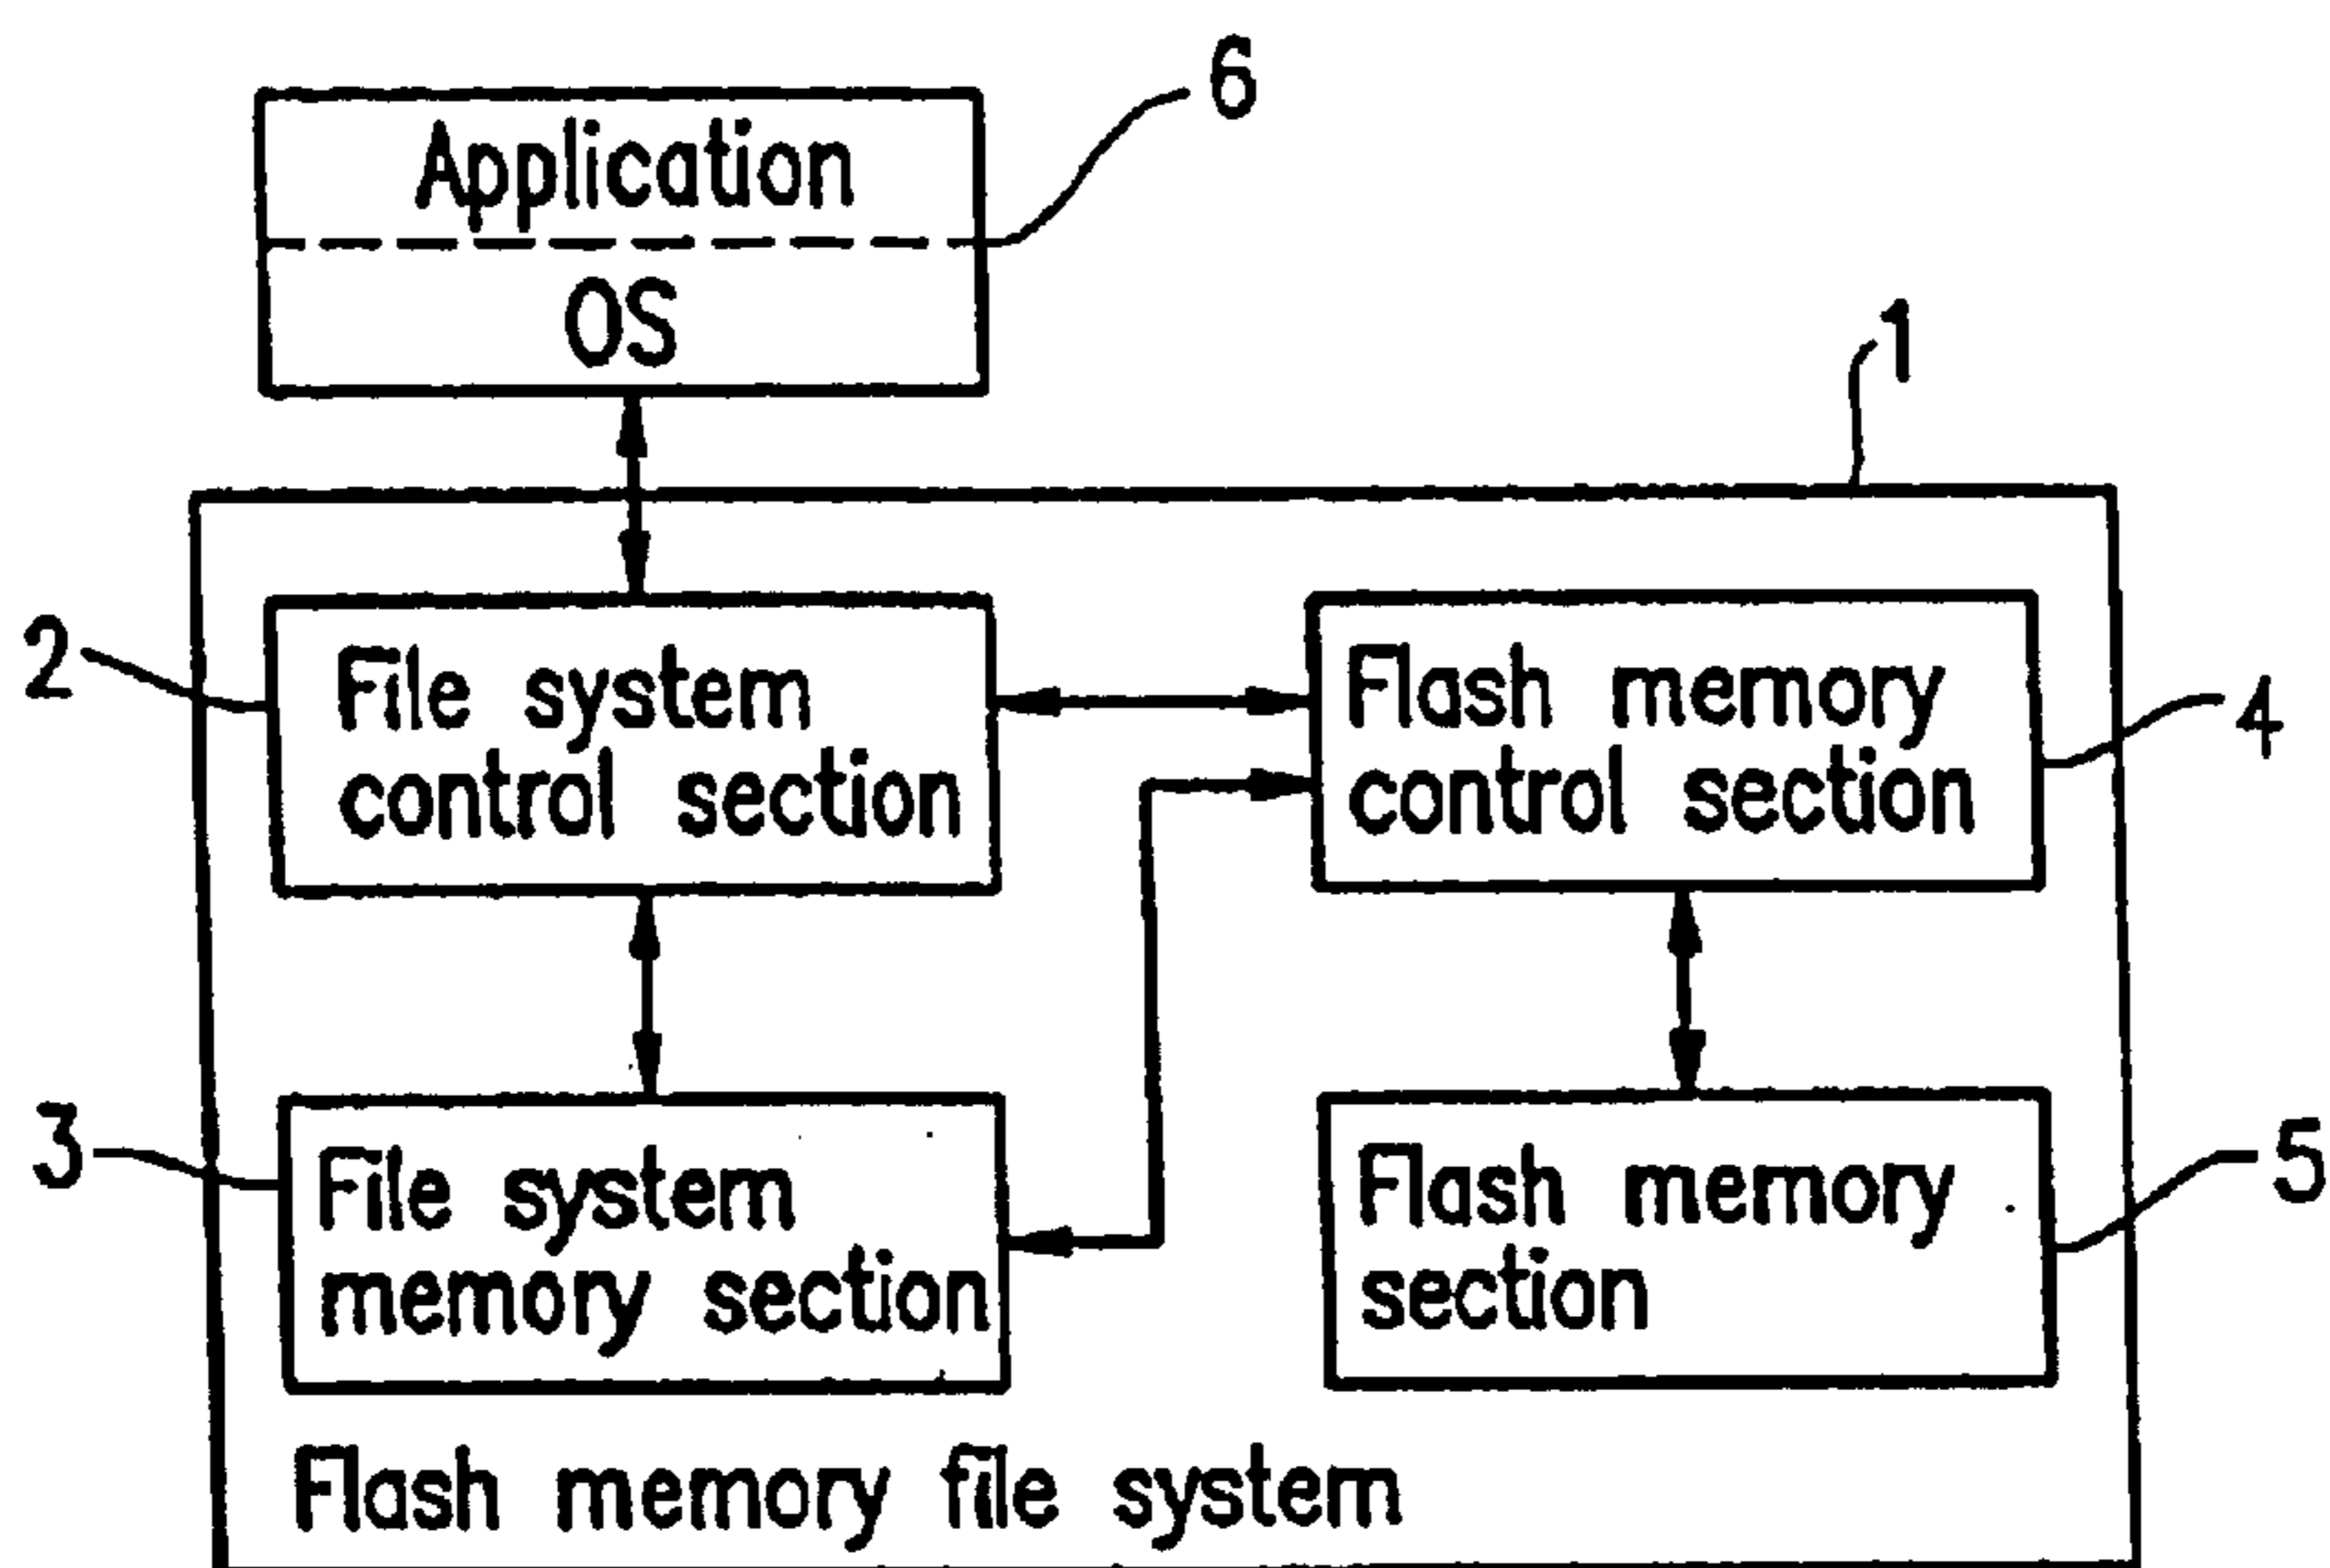 6
Application
OS
1
2
File system
control section
Flash memory
control section
4
3
File system
memory section
Flash memory
section
5
Flash memory file system